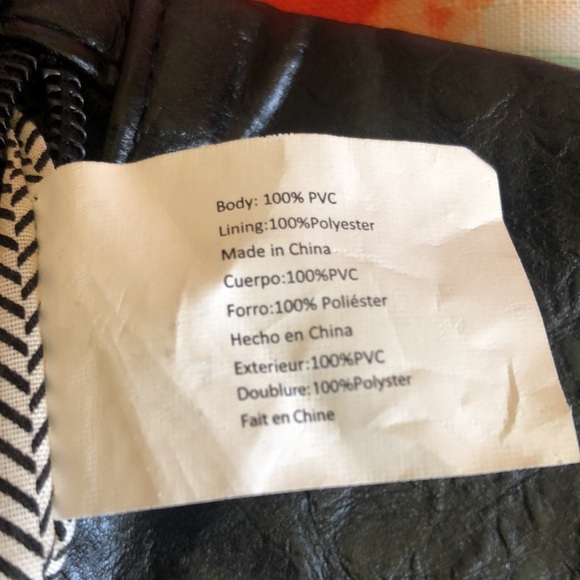 Body: 100% PVC
Lining:100%Polyester
Made in China
Cuerpo:100%PVC
Forro:100% Poliéster
Hecho en China
Exterieur:100%PVC
Doublure:100%Polyster
Fait en Chine